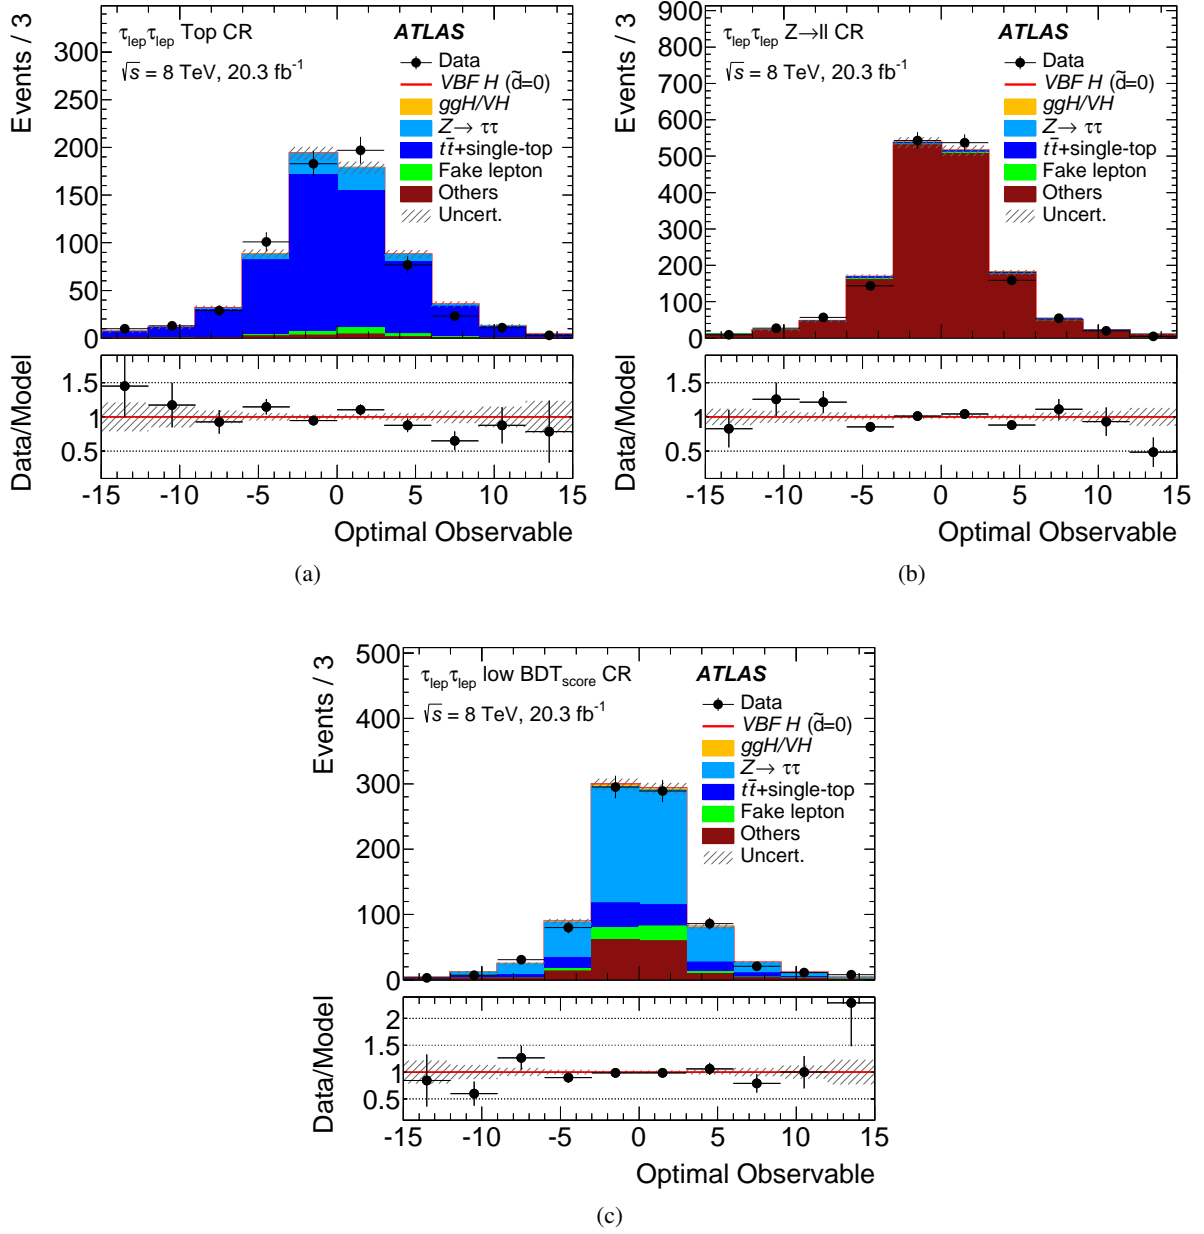 Events / 3
τlepτlep Top CR
ATLAS
√s = 8 TeV, 20.3 fb-1
Data
VBF H (d̃=0)
ggH/VH
Z→ ττ
tt̄+single-top
Fake lepton
Others
Uncert.
300
250
200
150
100
50
0
Data/Model
1.5
1
0.5
-15 -10 -5 0 5 10 15
Optimal Observable
(a)
Events / 3
τlepτlep Z→ll CR
ATLAS
√s = 8 TeV, 20.3 fb-1
Data
VBF H (d̃=0)
ggH/VH
Z→ ττ
tt̄+single-top
Fake lepton
Others
Uncert.
900
800
700
600
500
400
300
200
100
0
Data/Model
1.5
1
0.5
-15 -10 -5 0 5 10 15
Optimal Observable
(b)
Events / 3
τlepτlep low BDTscore CR
ATLAS
√s = 8 TeV, 20.3 fb-1
Data
VBF H (d̃=0)
ggH/VH
Z→ ττ
tt̄+single-top
Fake lepton
Others
Uncert.
500
400
300
200
100
0
Data/Model
2
1.5
1
0.5
-15 -10 -5 0 5 10 15
Optimal Observable
(c)